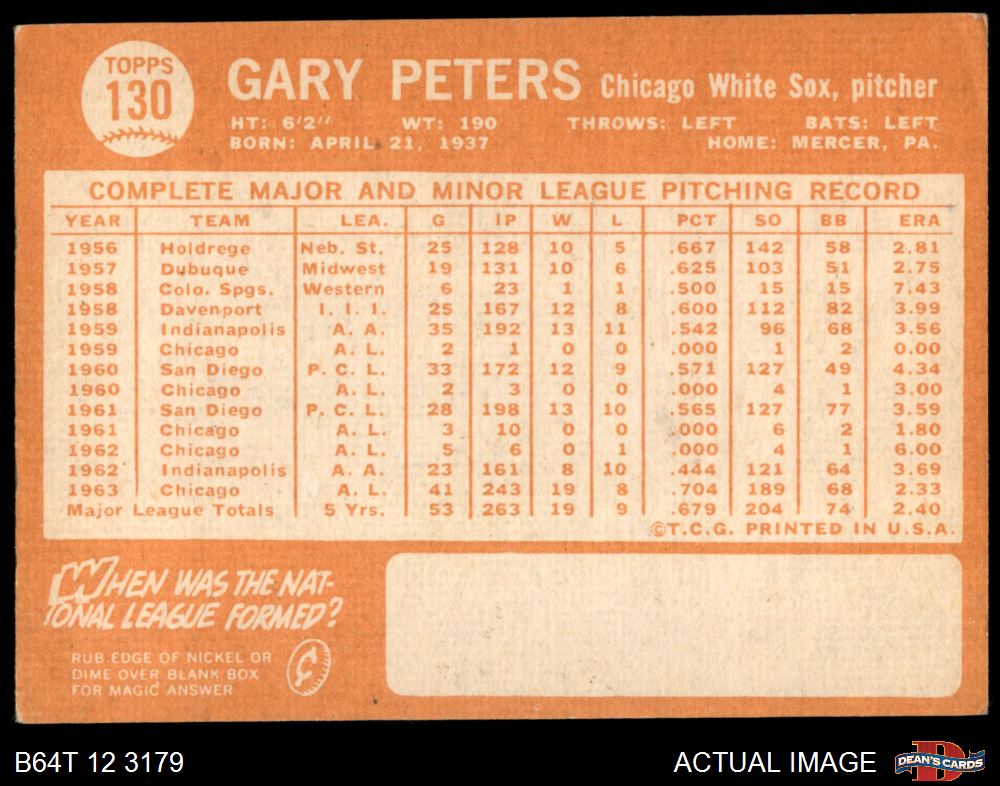 TOPPS
130
GARY PETERS Chicago White Sox, pitcher
HT: 6'2" WT: 190 THROWS: LEFT BATS: LEFT
BORN: APRIL 21, 1937 HOME: MERCER, PA.
COMPLETE MAJOR AND MINOR LEAGUE PITCHING RECORD
YEAR TEAM LEA. G IP W L PCT SO BB ERA
1956 Holdrege Neb. St. 25 128 10 5 .667 142 58 2.81
1957 Dubuque Midwest 19 131 10 6 .625 103 51 2.75
1958 Colo. Spgs. Western 6 23 1 1 .500 15 15 7.43
1958 Davenport I. I. I. 25 167 12 8 .600 112 82 3.99
1959 Indianapolis A. A. 35 192 13 11 .542 96 68 3.56
1959 Chicago A. L. 2 1 0 0 .000 1 2 0.00
1960 San Diego P. C. L. 33 172 12 9 .571 127 49 4.34
1960 Chicago A. L. 2 3 0 0 .000 4 1 3.00
1961 San Diego P. C. L. 28 198 13 10 .565 127 77 3.59
1961 Chicago A. L. 3 10 0 0 .000 6 2 1.80
1962 Chicago A. L. 5 6 0 1 .000 4 1 6.00
1962 Indianapolis A. A. 23 161 8 10 .444 121 64 3.69
1963 Chicago A. L. 41 243 19 8 .704 189 68 2.33
Major League Totals 5 Yrs. 53 263 19 9 .679 204 74 2.40
©T.C.G. PRINTED IN U.S.A.
WHEN WAS THE NAT-
IONAL LEAGUE FORMED?
RUB EDGE OF NICKEL OR
DIME OVER BLANK BOX
FOR MAGIC ANSWER
¢
B64T 12 3179 ACTUAL IMAGE D DEAN'S CARDS